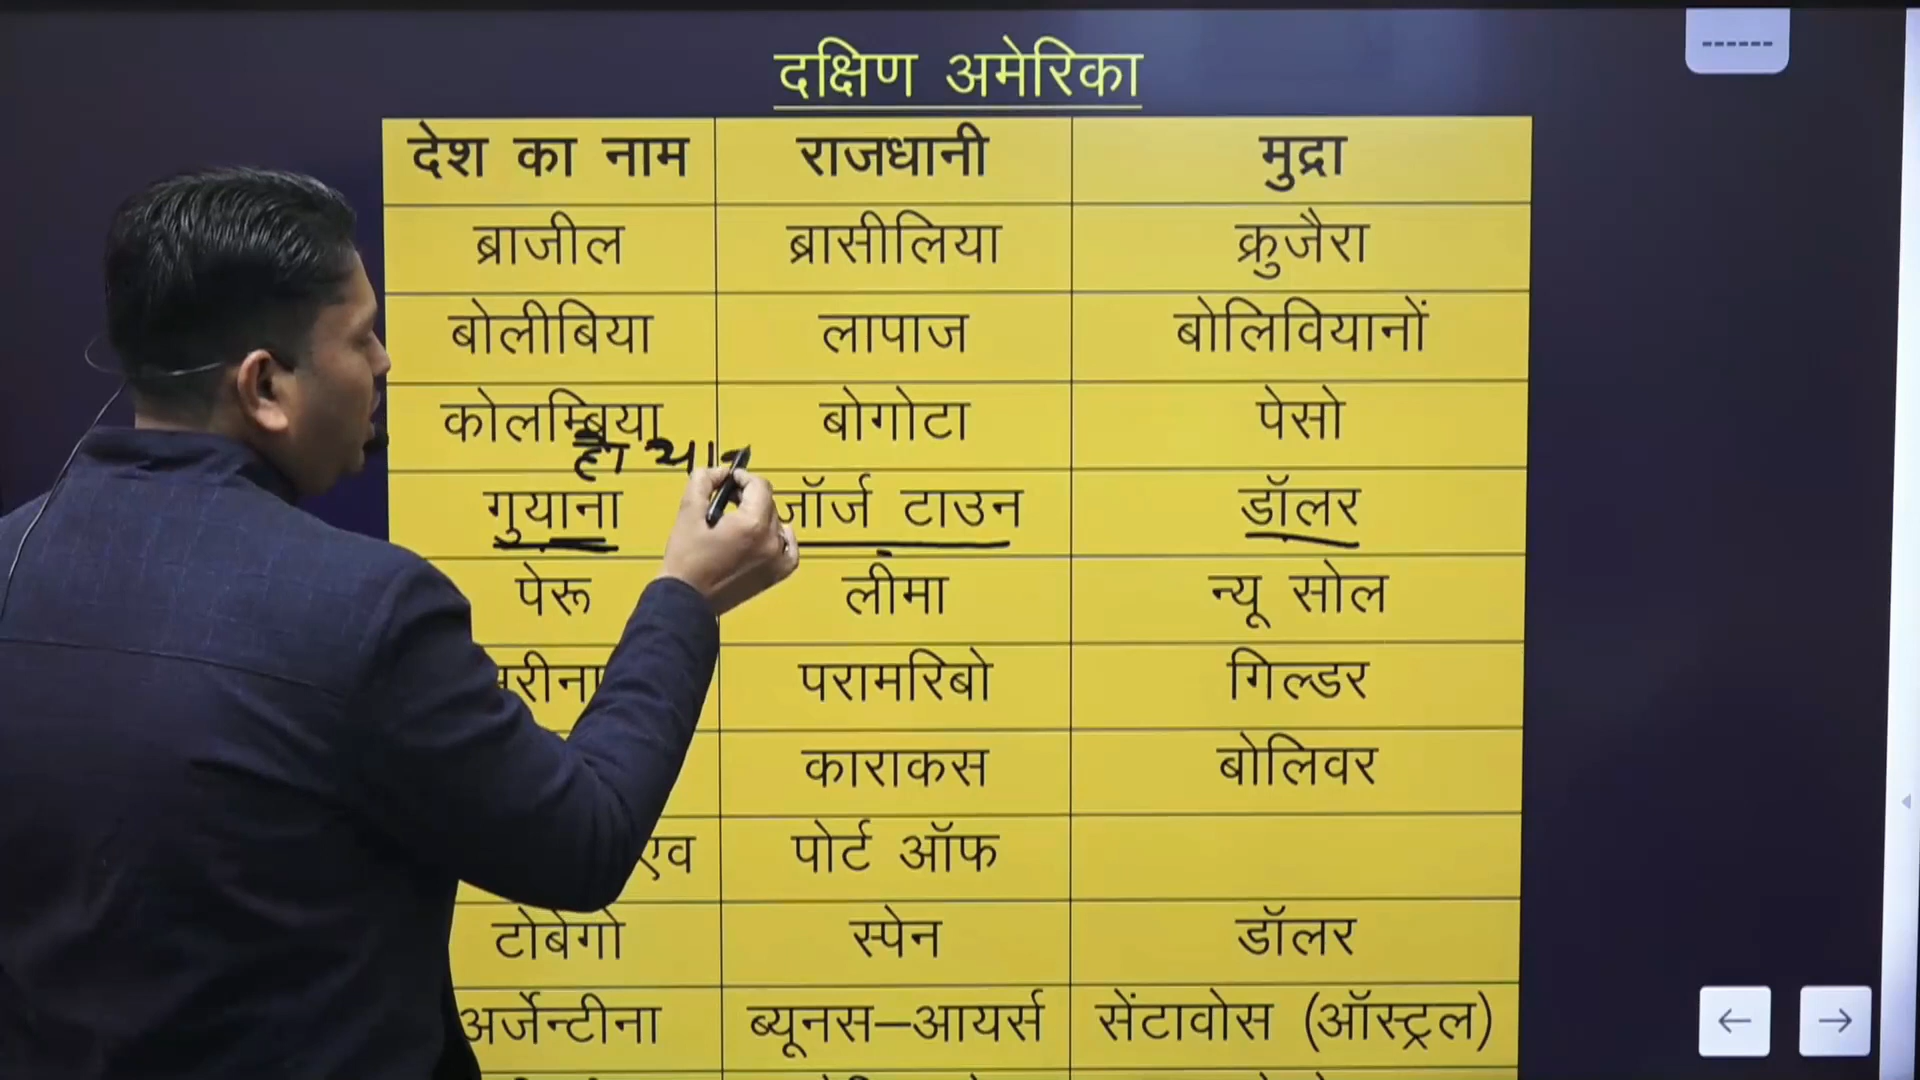 ------
दक्षिण अमेरिका
देश का नाम राजधानी मुद्रा
ब्राजील ब्रासीलिया क्रुजैरा
बोलीबिया लापाज बोलिवियानों
कोलम्बिया बोगोटा पेसो
गुयाना जॉर्ज टाउन डॉलर
पेरू लीमा न्यू सोल
परामरिबो गिल्डर
काराकस बोलिवर
एव पोर्ट ऑफ
टोबेगो स्पेन डॉलर
अर्जेन्टीना ब्यूनस–आयर्स सेंटावोस (ऑस्ट्रल)